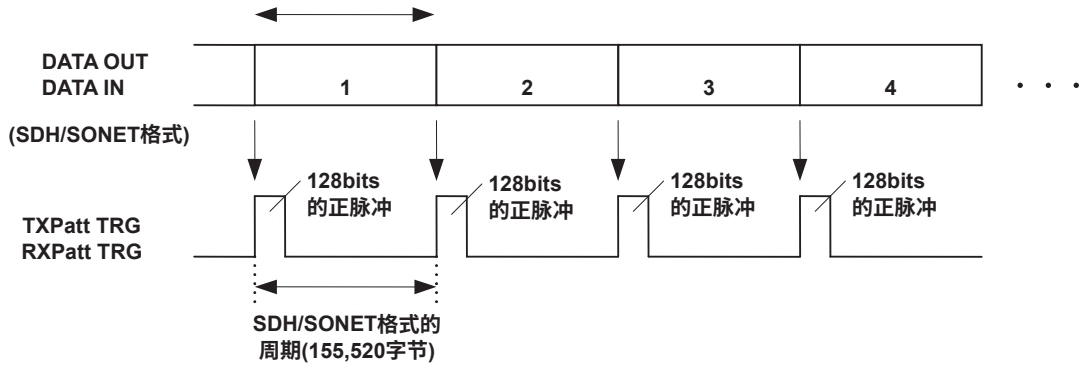 DATA OUT
DATA IN
1 2 3 4 · · ·
(SDH/SONET格式)
128bits
的正脉冲
128bits
的正脉冲
128bits
的正脉冲
128bits
的正脉冲
TXPatt TRG
RXPatt TRG
SDH/SONET格式的
周期(155,520字节)